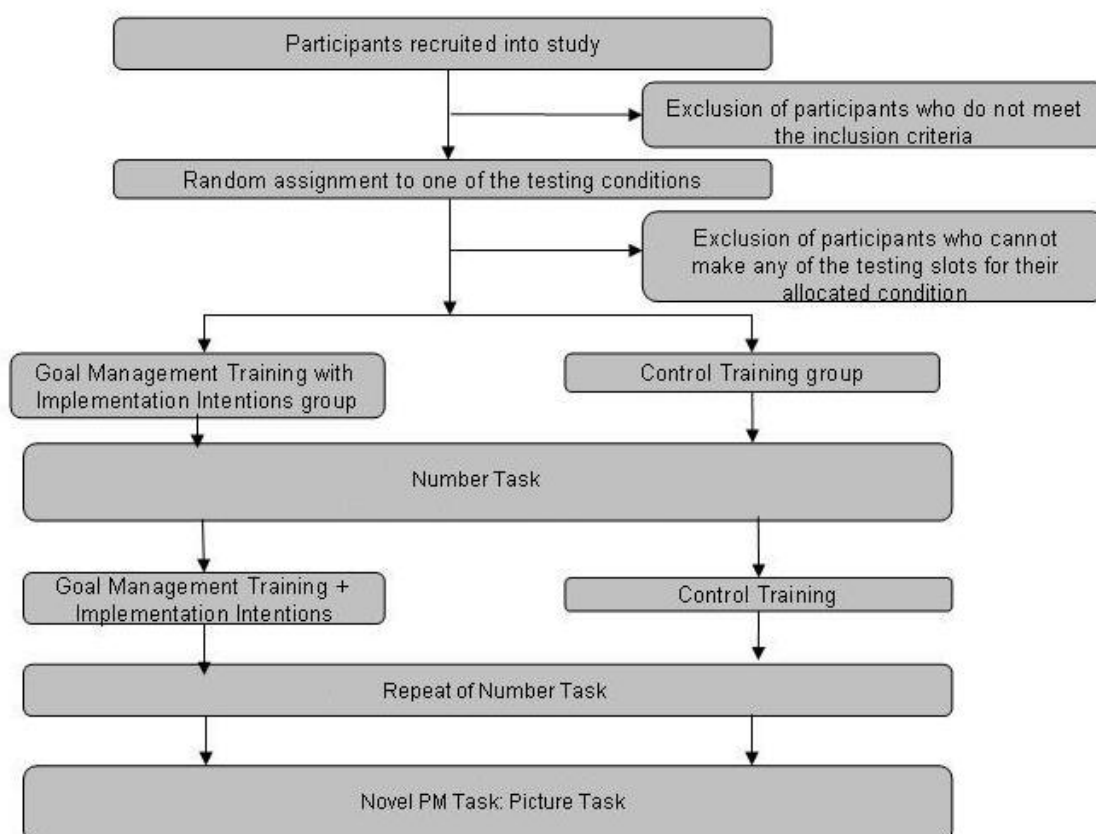 Participants recruited into study
Exclusion of participants who do not meet
the inclusion criteria
Random assignment to one of the testing conditions
Exclusion of participants who cannot
make any of the testing slots for their
allocated condition
Goal Management Training with
Implementation Intentions group
Control Training group
Number Task
Goal Management Training +
Implementation Intentions
Control Training
Repeat of Number Task
Novel PM Task: Picture Task